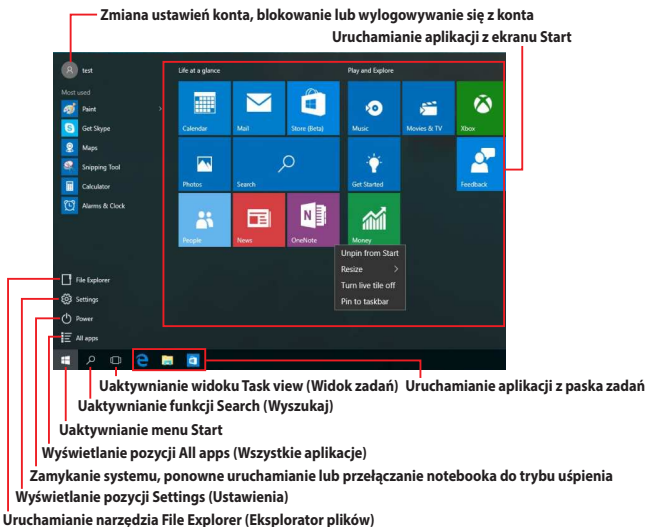 Zmiana ustawień konta, blokowanie lub wylogowywanie się z konta
Uruchamianie aplikacji z ekranu Start
test
Most used
Paint
Get Skype
Maps
Snipping Tool
Calculator
Alarms & Clock
File Explorer
Settings
Power
All apps
Life at a glance
Calendar
Mail
Store (Beta)
Photos
Search
People
News
OneNote
Play and Explore
Music
Movies & TV
Xbox
Get Started
Feedback
Money
Unpin from Start
Resize
Turn live tile off
Pin to taskbar
Uaktywnianie widoku Task view (Widok zadań)
Uruchamianie aplikacji z paska zadań
Uaktywnianie funkcji Search (Wyszukaj)
Uaktywnianie menu Start
Wyświetlanie pozycji All apps (Wszystkie aplikacje)
Zamykanie systemu, ponowne uruchamianie lub przełączanie notebooka do trybu uśpienia
Wyświetlanie pozycji Settings (Ustawienia)
Uruchamianie narzędzia File Explorer (Eksplorator plików)